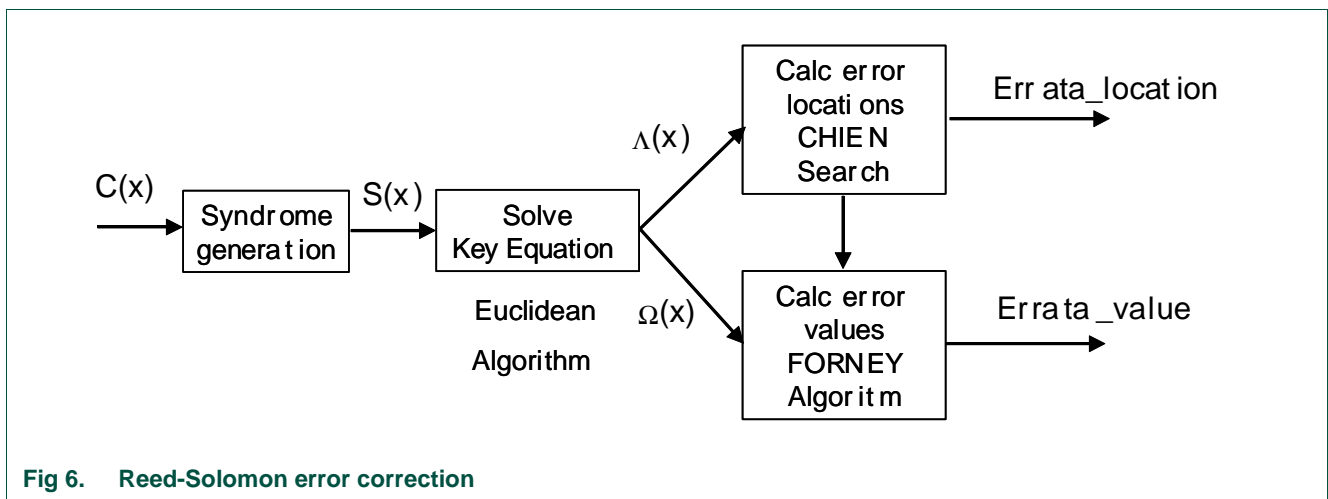 C(x)
Syndrome
generation
S(x)
Solve
Key Equation
Euclidean
Algorithm
Λ(x)
Ω(x)
Calc error
locations
CHIEN
Search
Errata_location
Calc error
values
FORNEY
Algoritm
Errata_value
Fig 6. Reed-Solomon error correction